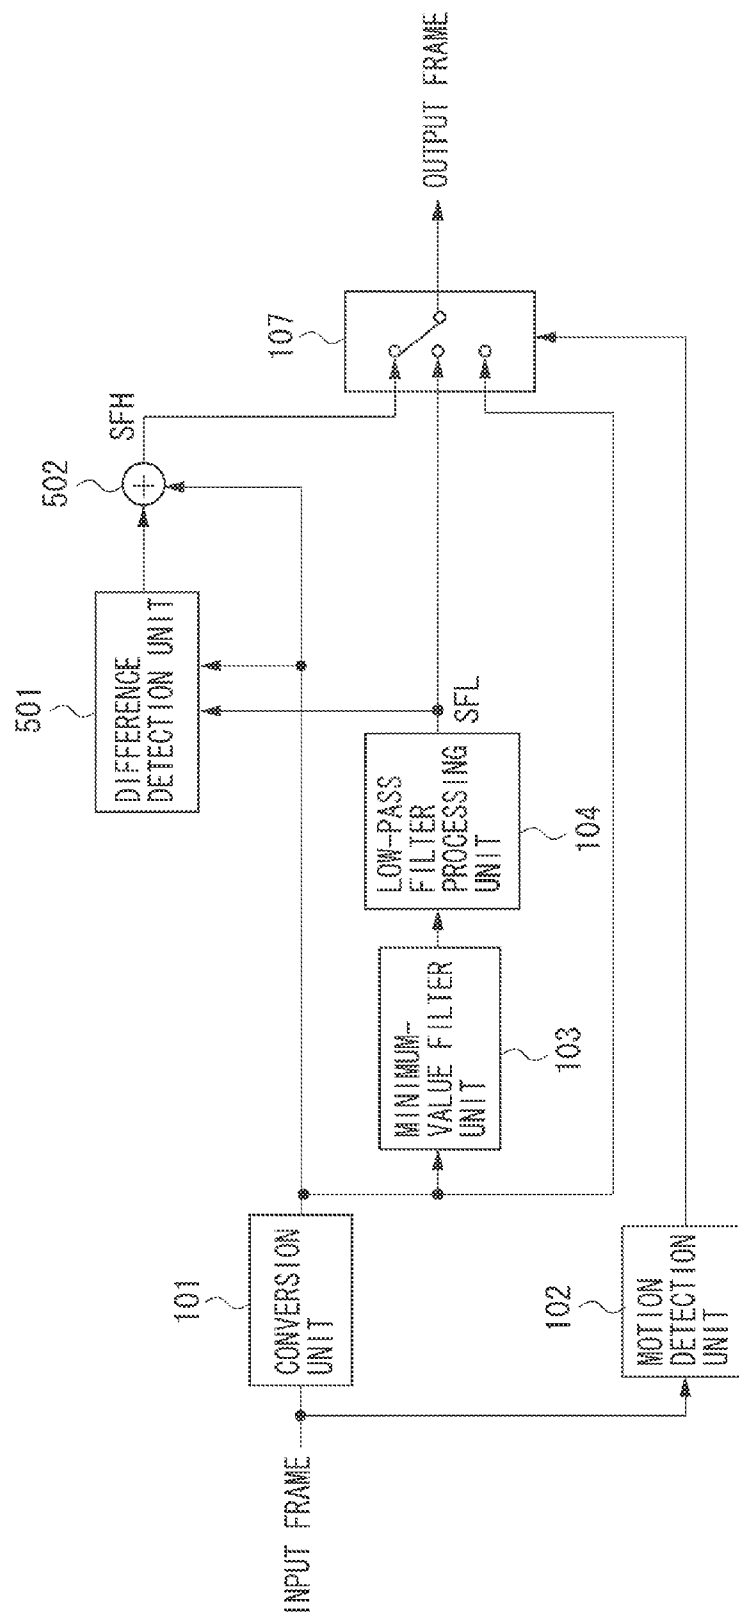 INPUT FRAME
101
CONVERSION
UNIT
102
MOTION
DETECTION
UNIT
MINIMUM-
VALUE FILTER
UNIT
103
LOW-PASS
FILTER
PROCESSING
UNIT
104
SFL
501
DIFFERENCE
DETECTION UNIT
502
SFH
107
OUTPUT FRAME